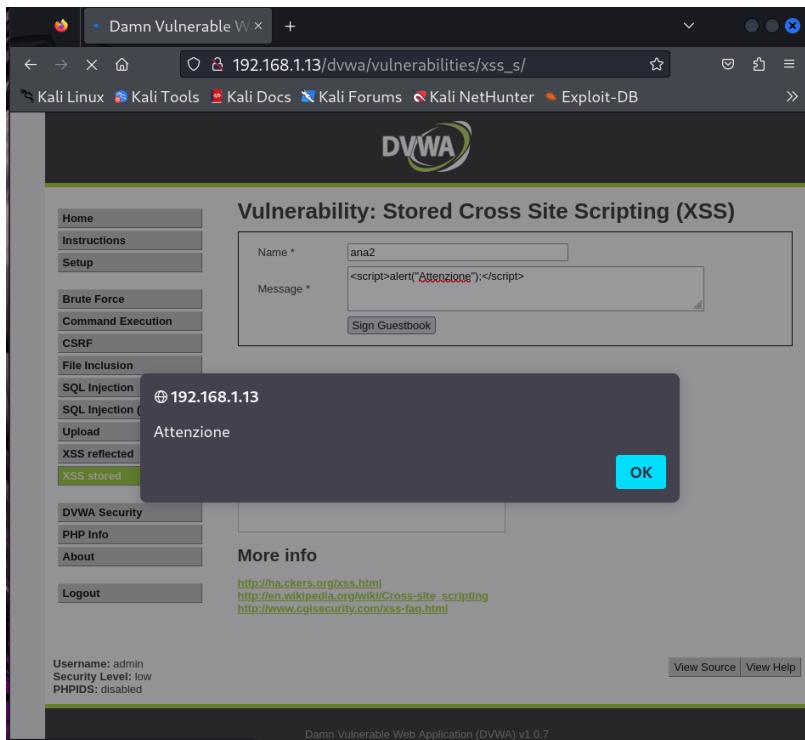 Damn Vulnerable W
192.168.1.13/dvwa/vulnerabilities/xss_s/
Kali Linux Kali Tools Kali Docs Kali Forums Kali NetHunter Exploit-DB
DVWA
Home
Instructions
Setup
Brute Force
Command Execution
CSRF
File Inclusion
SQL Injection
SQL Injection (
Upload
XSS reflected
XSS stored
DVWA Security
PHP Info
About
Logout
Vulnerability: Stored Cross Site Scripting (XSS)
Name * ana2
Message * <script>alert("Attenzione");</script>
Sign Guestbook
192.168.1.13
Attenzione
OK
More info
http://ha.ckers.org/xss.html
http://en.wikipedia.org/wiki/Cross-site_scripting
http://www.cgisecurity.com/xss-faq.html
Username: admin
Security Level: low
PHPIDS: disabled
View Source View Help
Damn Vulnerable Web Application (DVWA) v1.0.7